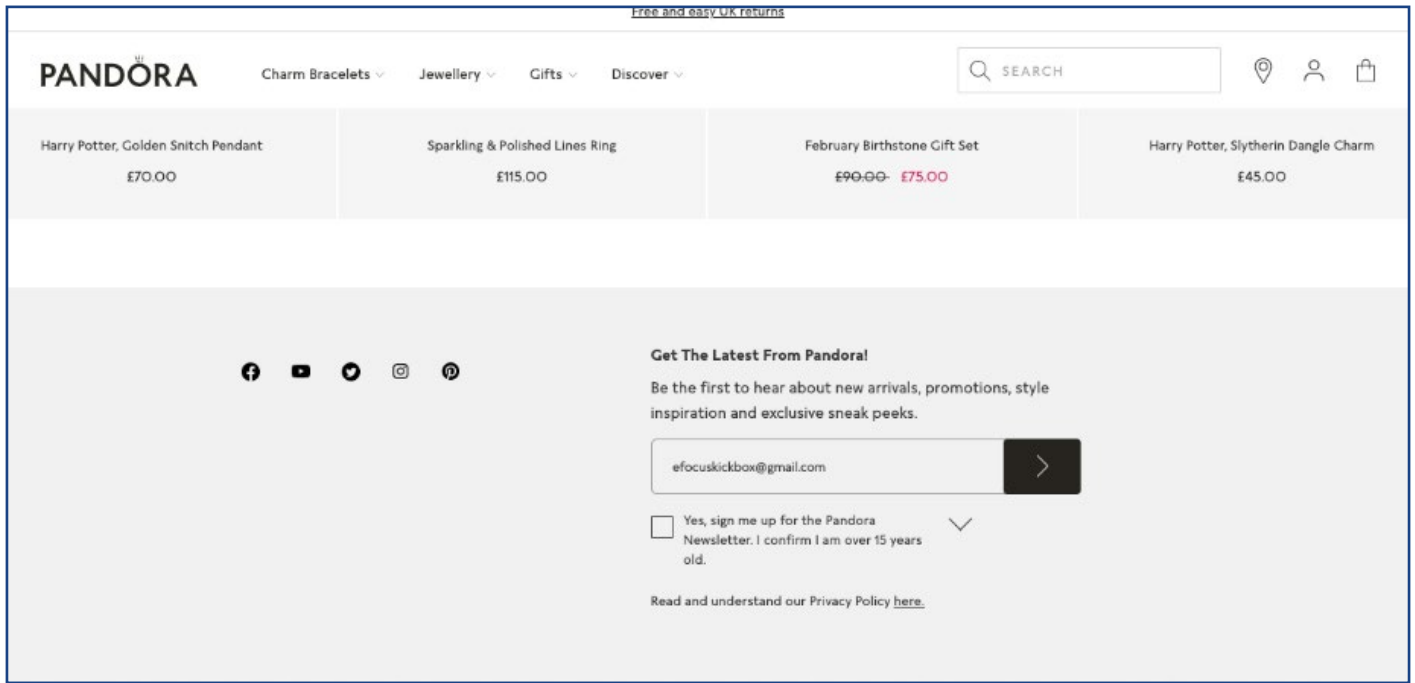 Free and easy UK returns
PANDÖRA Charm Bracelets Jewellery Gifts Discover SEARCH
Harry Potter, Golden Snitch Pendant Sparkling & Polished Lines Ring February Birthstone Gift Set Harry Potter, Slytherin Dangle Charm
£70.00 £115.00 £90.00 £75.00 £45.00
Get The Latest From Pandora!
Be the first to hear about new arrivals, promotions, style
inspiration and exclusive sneak peeks.
efocuskickbox@gmail.com
Yes, sign me up for the Pandora
Newsletter. I confirm I am over 15 years
old.
Read and understand our Privacy Policy here.